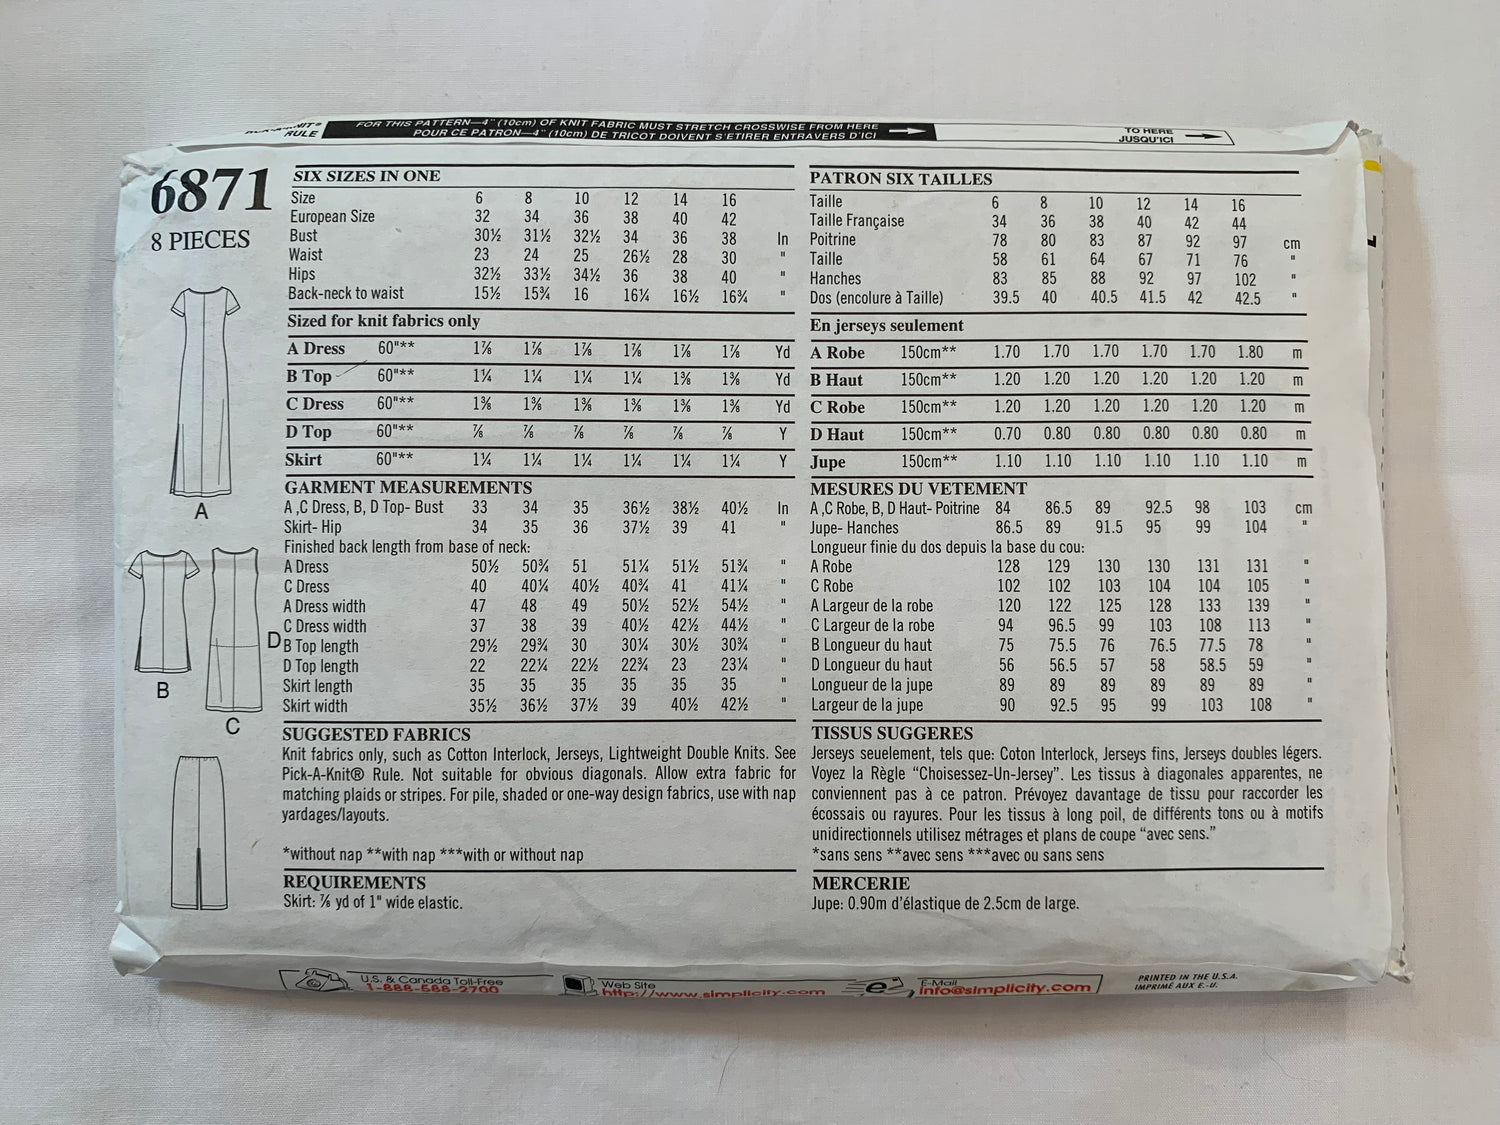 RULE
FOR THIS PATTERN—4" (10cm) OF KNIT FABRIC MUST STRETCH CROSSWISE FROM HERE
POUR CE PATRON—4" (10cm) DE TRICOT DOIVENT S'ETIRER ENTRAVERS D'ICI
TO HERE
JUSQU'ICI
6871
8 PIECES
A
B
C
D
SIX SIZES IN ONE
Size 6 8 10 12 14 16
European Size 32 34 36 38 40 42
Bust 30½ 31½ 32½ 34 36 38 In
Waist 23 24 25 26½ 28 30 "
Hips 32½ 33½ 34½ 36 38 40 "
Back-neck to waist 15½ 15¾ 16 16¼ 16½ 16¾ "
Sized for knit fabrics only
A Dress 60"** 1⅞ 1⅞ 1⅞ 1⅞ 1⅞ 1⅞ Yd
B Top 60"** 1¼ 1¼ 1¼ 1¼ 1⅜ 1⅜ Yd
C Dress 60"** 1⅜ 1⅜ 1⅜ 1⅜ 1⅜ 1⅜ Yd
D Top 60"** ⅞ ⅞ ⅞ ⅞ ⅞ ⅞ Y
Skirt 60"** 1¼ 1¼ 1¼ 1¼ 1¼ 1¼ Y
GARMENT MEASUREMENTS
A ,C Dress, B, D Top- Bust 33 34 35 36½ 38½ 40½ In
Skirt- Hip 34 35 36 37½ 39 41 "
Finished back length from base of neck:
A Dress 50½ 50¾ 51 51¼ 51½ 51¾ "
C Dress 40 40¼ 40½ 40¾ 41 41¼ "
A Dress width 47 48 49 50½ 52½ 54½ "
C Dress width 37 38 39 40½ 42½ 44½ "
B Top length 29½ 29¾ 30 30¼ 30½ 30¾ "
D Top length 22 22¼ 22½ 22¾ 23 23¼ "
Skirt length 35 35 35 35 35 35 "
Skirt width 35½ 36½ 37½ 39 40½ 42½ "
SUGGESTED FABRICS
Knit fabrics only, such as Cotton Interlock, Jerseys, Lightweight Double Knits. See
Pick-A-Knit® Rule. Not suitable for obvious diagonals. Allow extra fabric for
matching plaids or stripes. For pile, shaded or one-way design fabrics, use with nap
yardages/layouts.
*without nap **with nap ***with or without nap
REQUIREMENTS
Skirt: ⅞ yd of 1" wide elastic.
PATRON SIX TAILLES
Taille 6 8 10 12 14 16
Taille Française 34 36 38 40 42 44
Poitrine 78 80 83 87 92 97 cm
Taille 58 61 64 67 71 76 "
Hanches 83 85 88 92 97 102 "
Dos (encolure à Taille) 39.5 40 40.5 41.5 42 42.5 "
En jerseys seulement
A Robe 150cm** 1.70 1.70 1.70 1.70 1.70 1.80 m
B Haut 150cm** 1.20 1.20 1.20 1.20 1.20 1.20 m
C Robe 150cm** 1.20 1.20 1.20 1.20 1.20 1.20 m
D Haut 150cm** 0.70 0.80 0.80 0.80 0.80 0.80 m
Jupe 150cm** 1.10 1.10 1.10 1.10 1.10 1.10 m
MESURES DU VETEMENT
A ,C Robe, B, D Haut- Poitrine 84 86.5 89 92.5 98 103 cm
Jupe- Hanches 86.5 89 91.5 95 99 104 "
Longueur finie du dos depuis la base du cou:
A Robe 128 129 130 130 131 131 "
C Robe 102 102 103 104 104 105 "
A Largeur de la robe 120 122 125 128 133 139 "
C Largeur de la robe 94 96.5 99 103 108 113 "
B Longueur du haut 75 75.5 76 76.5 77.5 78 "
D Longueur du haut 56 56.5 57 58 58.5 59 "
Longueur de la jupe 89 89 89 89 89 89 "
Largeur de la jupe 90 92.5 95 99 103 108 "
TISSUS SUGGERES
Jerseys seuelement, tels que: Coton Interlock, Jerseys fins, Jerseys doubles légers.
Voyez la Règle “Choisessez-Un-Jersey”. Les tissus à diagonales apparentes, ne
conviennent pas à ce patron. Prévoyez davantage de tissu pour raccorder les
écossais ou rayures. Pour les tissus à long poil, de différents tons ou à motifs
unidirectionnels utilisez métrages et plans de coupe “avec sens.”
*sans sens **avec sens ***avec ou sans sens
MERCERIE
Jupe: 0.90m d'élastique de 2.5cm de large.
U.S. & Canada Toll-Free
1-888-588-2700
Web Site
http://www.simplicity.com
E-Mail
info@simplicity.com
PRINTED IN THE U.S.A.
IMPRIMÉ AUX E.-U.